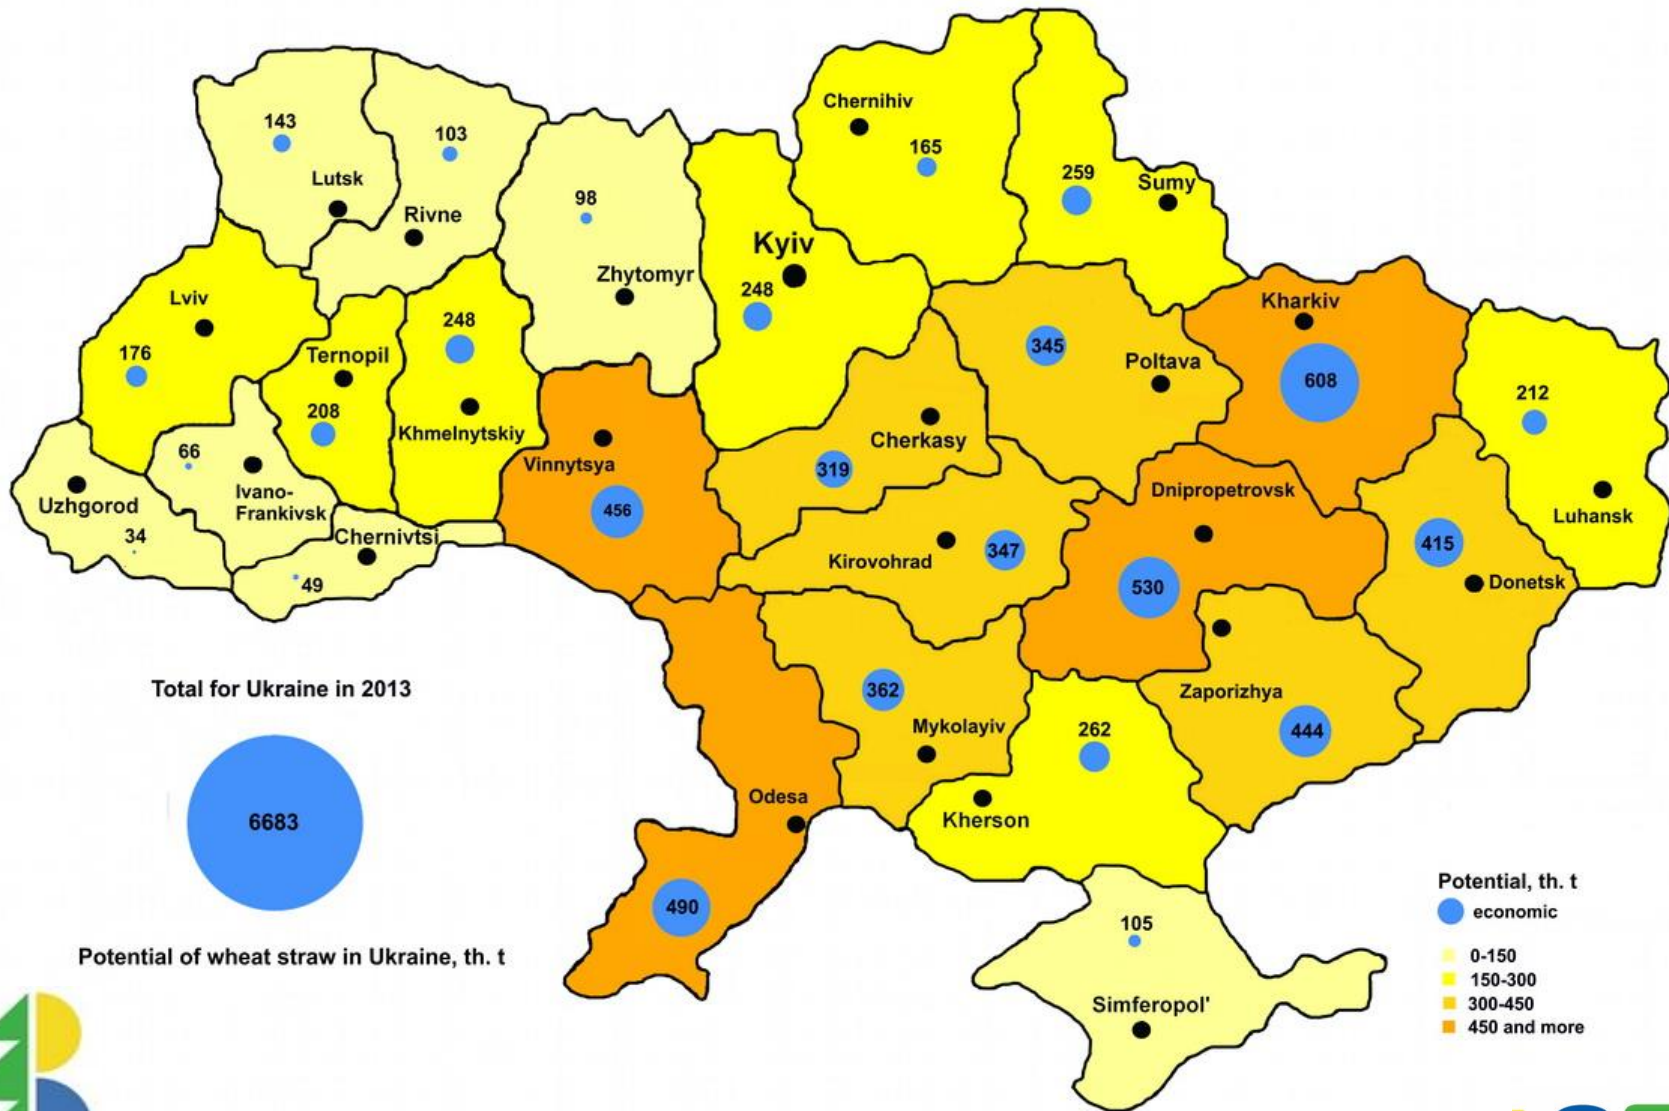 Chernihiv
143
103
165
98
259
Sumy
Lutsk
Rivne
Kyiv
Zhytomyr
248
Lviv
Kharkiv
248
176
Ternopil
345
Poltava
608
212
208
Khmelnytskiy
Cherkasy
66
Vinnytsya
319
Uzhgorod
Ivano-
Frankivsk
Dnipropetrovsk
Luhansk
456
34
Chernivtsi
347
415
Kirovohrad
49
530
Donetsk
Total for Ukraine in 2013
362
Zaporizhya
Mykolayiv
262
444
Odesa
6683
Kherson
Potential, th. t
economic
490
105
Potential of wheat straw in Ukraine, th. t
0-150
150-300
Simferopol'
300-450
450 and more